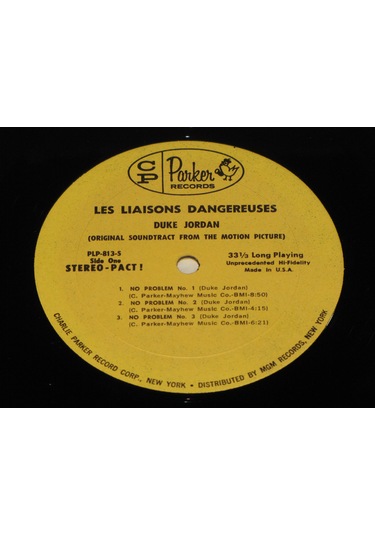 CP Parker
RECORDS
LES LIAISONS DANGEREUSES
DUKE JORDAN
(ORIGINAL SOUNDTRACT FROM THE MOTION PICTURE)
PLP-813-S
Side One
STEREO-PACT!
33⅓ Long Playing
Unprecedented Hi-Fidelity
Made in U.S.A.
1. NO PROBLEM No. 1 (Duke Jordan)
(C. Parker-Mayhew Music Co.-BMI-8:50)
2. NO PROBLEM No. 2 (Duke Jordan)
(C. Parker-Mayhew Music Co.-BMI-4:15)
3. NO PROBLEM No. 3 (Duke Jordan)
(C. Parker-Mayhew Music Co.-BMI-6:21)
CHARLIE PARKER RECORD CORP., NEW YORK - DISTRIBUTED BY MGM RECORDS, NEW YORK